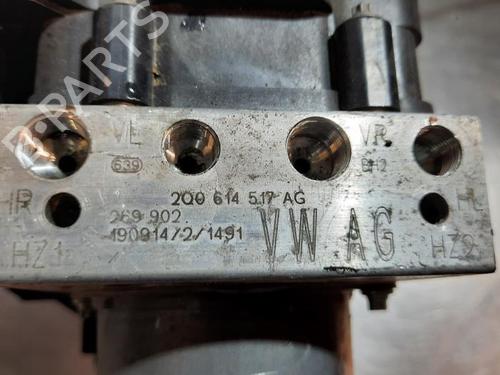 B-PARTS
VL
VR
639
BH2
2Q0 614 517 AG
HR
HL
269 902
190914/2/1491
VW AG
HZ1
HZ2